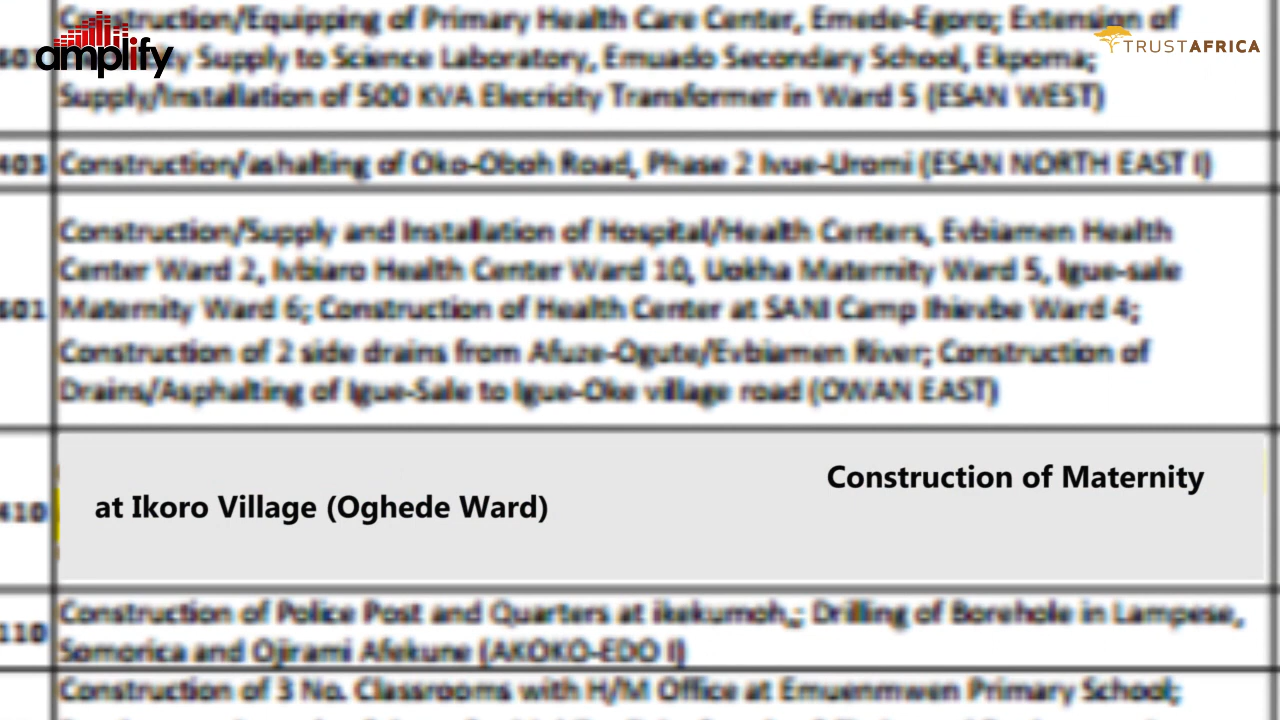 Construction/Equipping of Primary Health Care Center, Emede-Egoro; Extension of
amplify
TRUSTAFRICA
Supply to Science Laboratory, Emuado Secondary School, Ekpoma;
Supply/Installation of 500 KVA Elecricity Transformer in Ward 5 (ESAN WEST)
403 Construction/ashalting of Oko-Oboh Road, Phase 2 Ivue-Uromi (ESAN NORTH EAST I)
Construction/Supply and Installation of Hospital/Health Centers, Evbiamen Health
Center Ward 2, Ivbiaro Health Center Ward 10, Uokha Maternity Ward 5, Igue-sale
601 Maternity Ward 6; Construction of Health Center at SANI Camp Ihievbe Ward 4;
Construction of 2 side drains from Afuze-Ogute/Evbiamen River; Construction of
Drains/Asphalting of Igue-Sale to Igue-Oke village road (OWAN EAST)
Construction of Maternity
410 at Ikoro Village (Oghede Ward)
Construction of Police Post and Quarters at ikekumoh,; Drilling of Borehole in Lampese,
110 Somorica and Ojirami Afekune (AKOKO-EDO I)
Construction of 3 No. Classrooms with H/M Office at Emuenmwen Primary School;